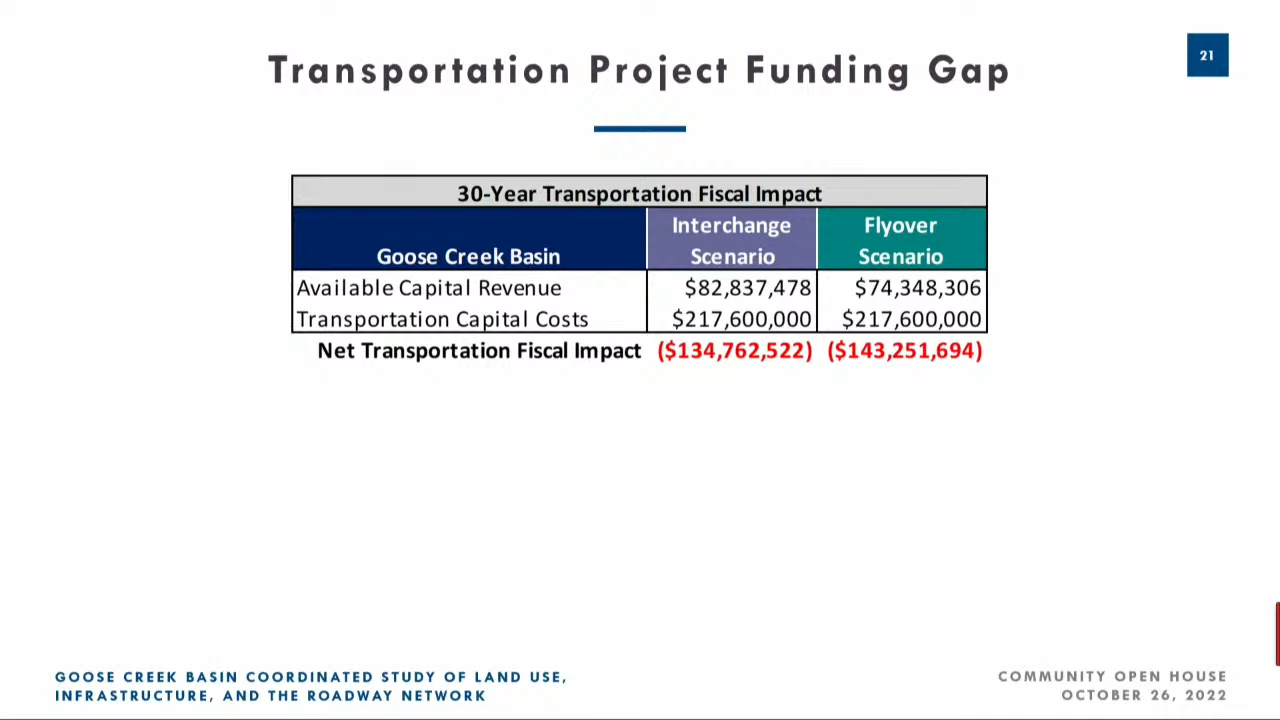 Transportation Project Funding Gap
21
30-Year Transportation Fiscal Impact
Goose Creek Basin Interchange Scenario Flyover Scenario
Available Capital Revenue $82,837,478 $74,348,306
Transportation Capital Costs $217,600,000 $217,600,000
Net Transportation Fiscal Impact ($134,762,522) ($143,251,694)
GOOSE CREEK BASIN COORDINATED STUDY OF LAND USE,
INFRASTRUCTURE, AND THE ROADWAY NETWORK
COMMUNITY OPEN HOUSE
OCTOBER 26, 2022